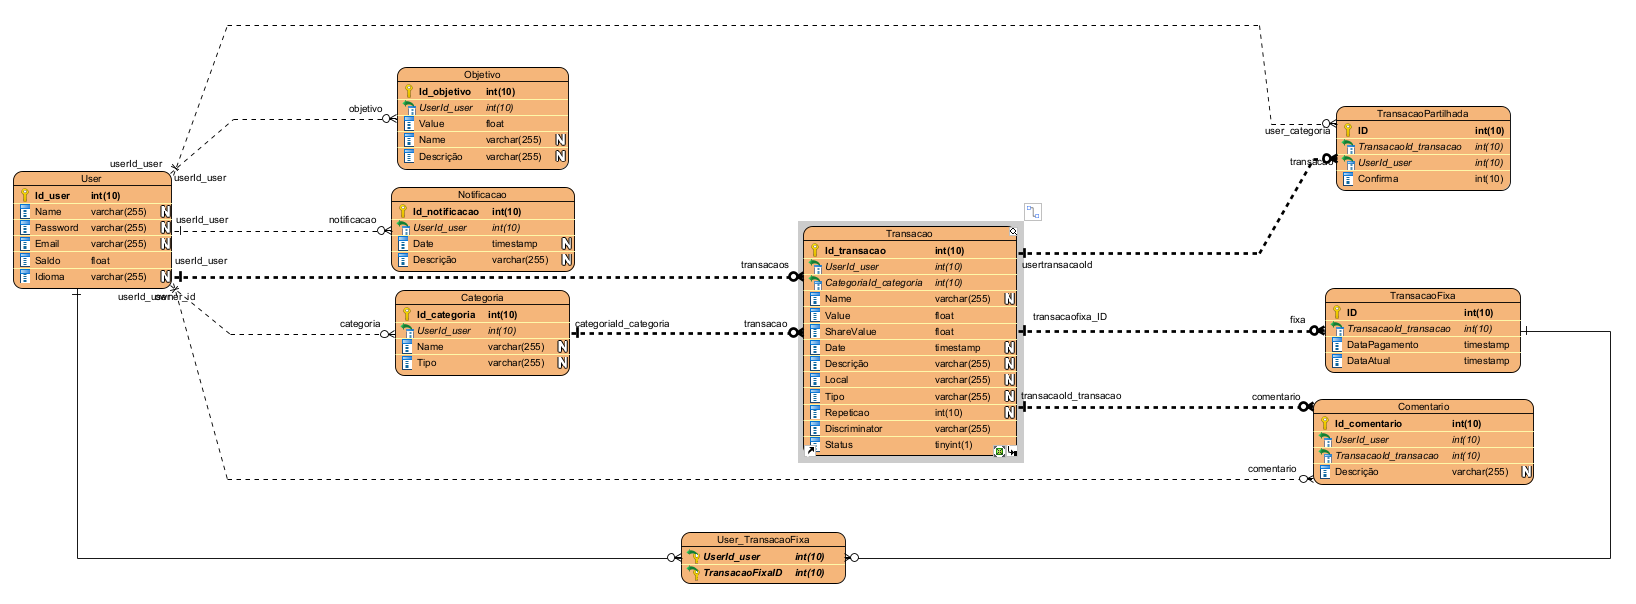 Objetivo
Id_objetivo int(10)
UserId_user int(10)
Value float
Name varchar(255) N
Descrição varchar(255) N
objetivo
user_categoria
TransacaoPartilhada
ID int(10)
TransacaoId_transacao int(10)
UserId_user int(10)
Confirma int(10)
transacao
userId_user
userId_user
User
Id_user int(10)
Name varchar(255) N
Password varchar(255) N
Email varchar(255) N
Saldo float
Idioma varchar(255) N
userId_user
notificacao
Notificacao
Id_notificacao int(10)
UserId_user int(10)
Date timestamp N
Descrição varchar(255) N
userId_user
transacaos
Transacao
Id_transacao int(10)
UserId_user int(10)
CategoriaId_categoria int(10)
Name varchar(255) N
Value float
ShareValue float
Date timestamp N
Descrição varchar(255) N
Local varchar(255) N
Tipo varchar(255) N
Repeticao int(10) N
Discriminator varchar(255)
Status tinyint(1)
usertransacaoId
userId_user
owner_id
categoria
Categoria
Id_categoria int(10)
UserId_user int(10)
Name varchar(255) N
Tipo varchar(255) N
categoriaId_categoria
transacao
transacaofixa_ID
fixa
TransacaoFixa
ID int(10)
TransacaoId_transacao int(10)
DataPagamento timestamp
DataAtual timestamp
transacaoId_transacao
comentario
Comentario
Id_comentario int(10)
UserId_user int(10)
TransacaoId_transacao int(10)
Descrição varchar(255) N
comentario
User_TransacaoFixa
UserId_user int(10)
TransacaoFixaID int(10)